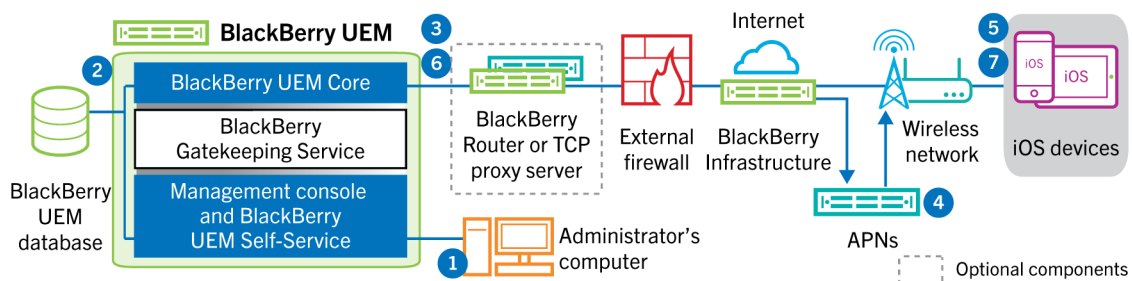 BlackBerry UEM
2
BlackBerry UEM Core
BlackBerry
Gatekeeping Service
Management console
and BlackBerry
UEM Self-Service
BlackBerry
UEM
database
1
Administrator's
computer
3
6
BlackBerry
Router or TCP
proxy server
External
firewall
Internet
BlackBerry
Infrastructure
Wireless
network
4
APNs
5
7
iOS
iOS
iOS devices
Optional components